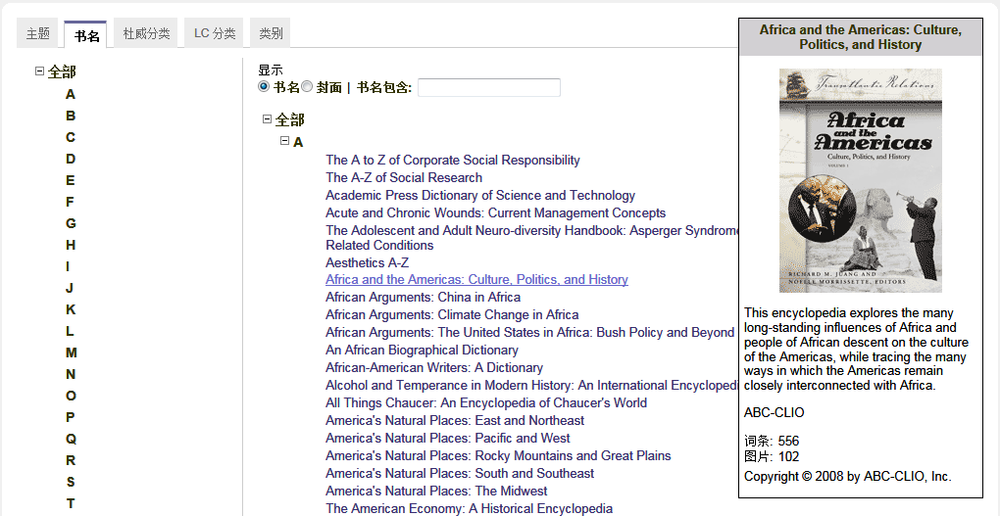 主题 书名 杜威分类 LC 分类 类别
全部
A
B
C
D
E
F
G
H
I
J
K
L
M
N
O
P
Q
R
S
T
显示
书名 封面 | 书名包含:
全部
A
The A to Z of Corporate Social Responsibility
The A-Z of Social Research
Academic Press Dictionary of Science and Technology
Acute and Chronic Wounds: Current Management Concepts
The Adolescent and Adult Neuro-diversity Handbook: Asperger Syndrome
Related Conditions
Aesthetics A-Z
Africa and the Americas: Culture, Politics, and History
African Arguments: China in Africa
African Arguments: Climate Change in Africa
African Arguments: The United States in Africa: Bush Policy and Beyond
An African Biographical Dictionary
African-American Writers: A Dictionary
Alcohol and Temperance in Modern History: An International Encyclopedi
All Things Chaucer: An Encyclopedia of Chaucer's World
America's Natural Places: East and Northeast
America's Natural Places: Pacific and West
America's Natural Places: Rocky Mountains and Great Plains
America's Natural Places: South and Southeast
America's Natural Places: The Midwest
The American Economy: A Historical Encyclopedia
Africa and the Americas: Culture,
Politics, and History
Transatlantic Relations
Africa
and the
Americas
Culture, Politics, and History
VOLUME 1
RICHARD M. JUANG AND
NOELLE MORRISSETTE, EDITORS
This encyclopedia explores the many
long-standing influences of Africa and
people of African descent on the culture
of the Americas, while tracing the many
ways in which the Americas remain
closely interconnected with Africa.
ABC-CLIO
词条: 556
图片: 102
Copyright © 2008 by ABC-CLIO, Inc.